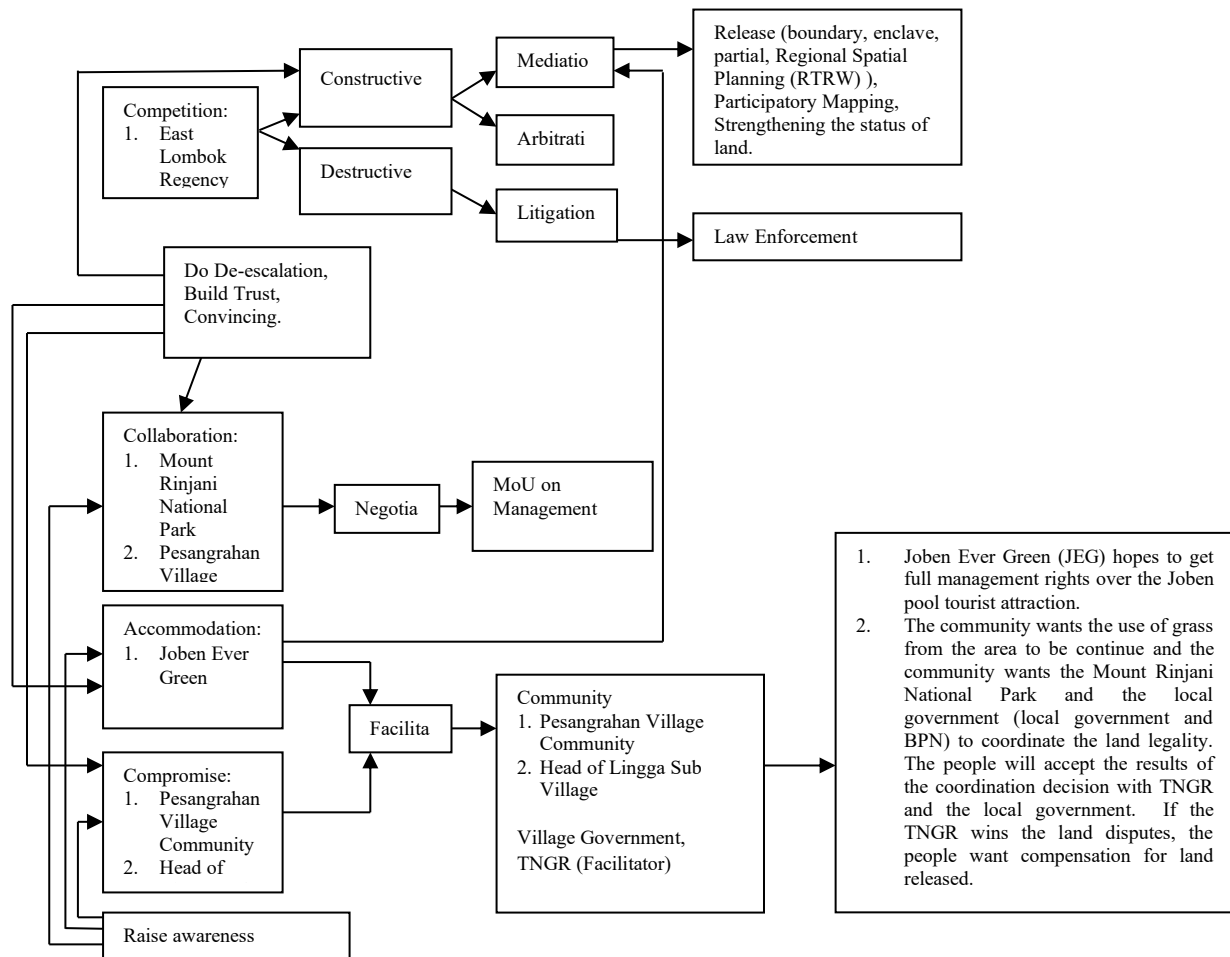 Competition:
1. East
Lombok
Regency
Constructive
Destructive
Mediatio
Arbitrati
Litigation
Release (boundary, enclave,
partial, Regional Spatial
Planning (RTRW) ),
Participatory Mapping,
Strengthening the status of
land.
Law Enforcement
Do De-escalation,
Build Trust,
Convincing.
Collaboration:
1. Mount
Rinjani
National
Park
2. Pesangrahan
Village
Negotia
MoU on
Management
Accommodation:
1. Joben Ever
Green
Facilita
Compromise:
1. Pesangrahan
Village
Community
2. Head of
Raise awareness
Community
1. Pesangrahan Village
Community
2. Head of Lingga Sub
Village
Village Government,
TNGR (Facilitator)
1. Joben Ever Green (JEG) hopes to get
full management rights over the Joben
pool tourist attraction.
2. The community wants the use of grass
from the area to be continue and the
community wants the Mount Rinjani
National Park and the local
government (local government and
BPN) to coordinate the land legality.
The people will accept the results of
the coordination decision with TNGR
and the local government. If the
TNGR wins the land disputes, the
people want compensation for land
released.